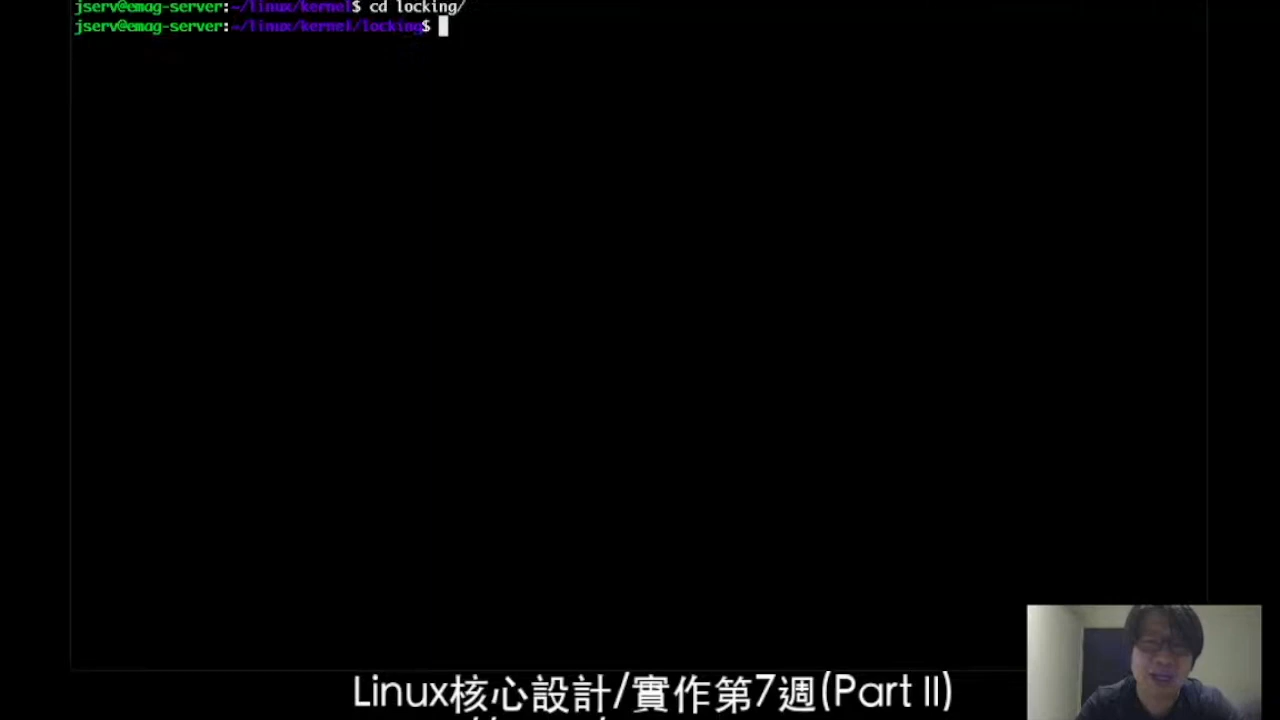 jserv@emag-server:~/linux/kernel$ cd locking/
jserv@emag-server:~/linux/kernel/locking$
Linux核心設計/實作第7週(Part II)